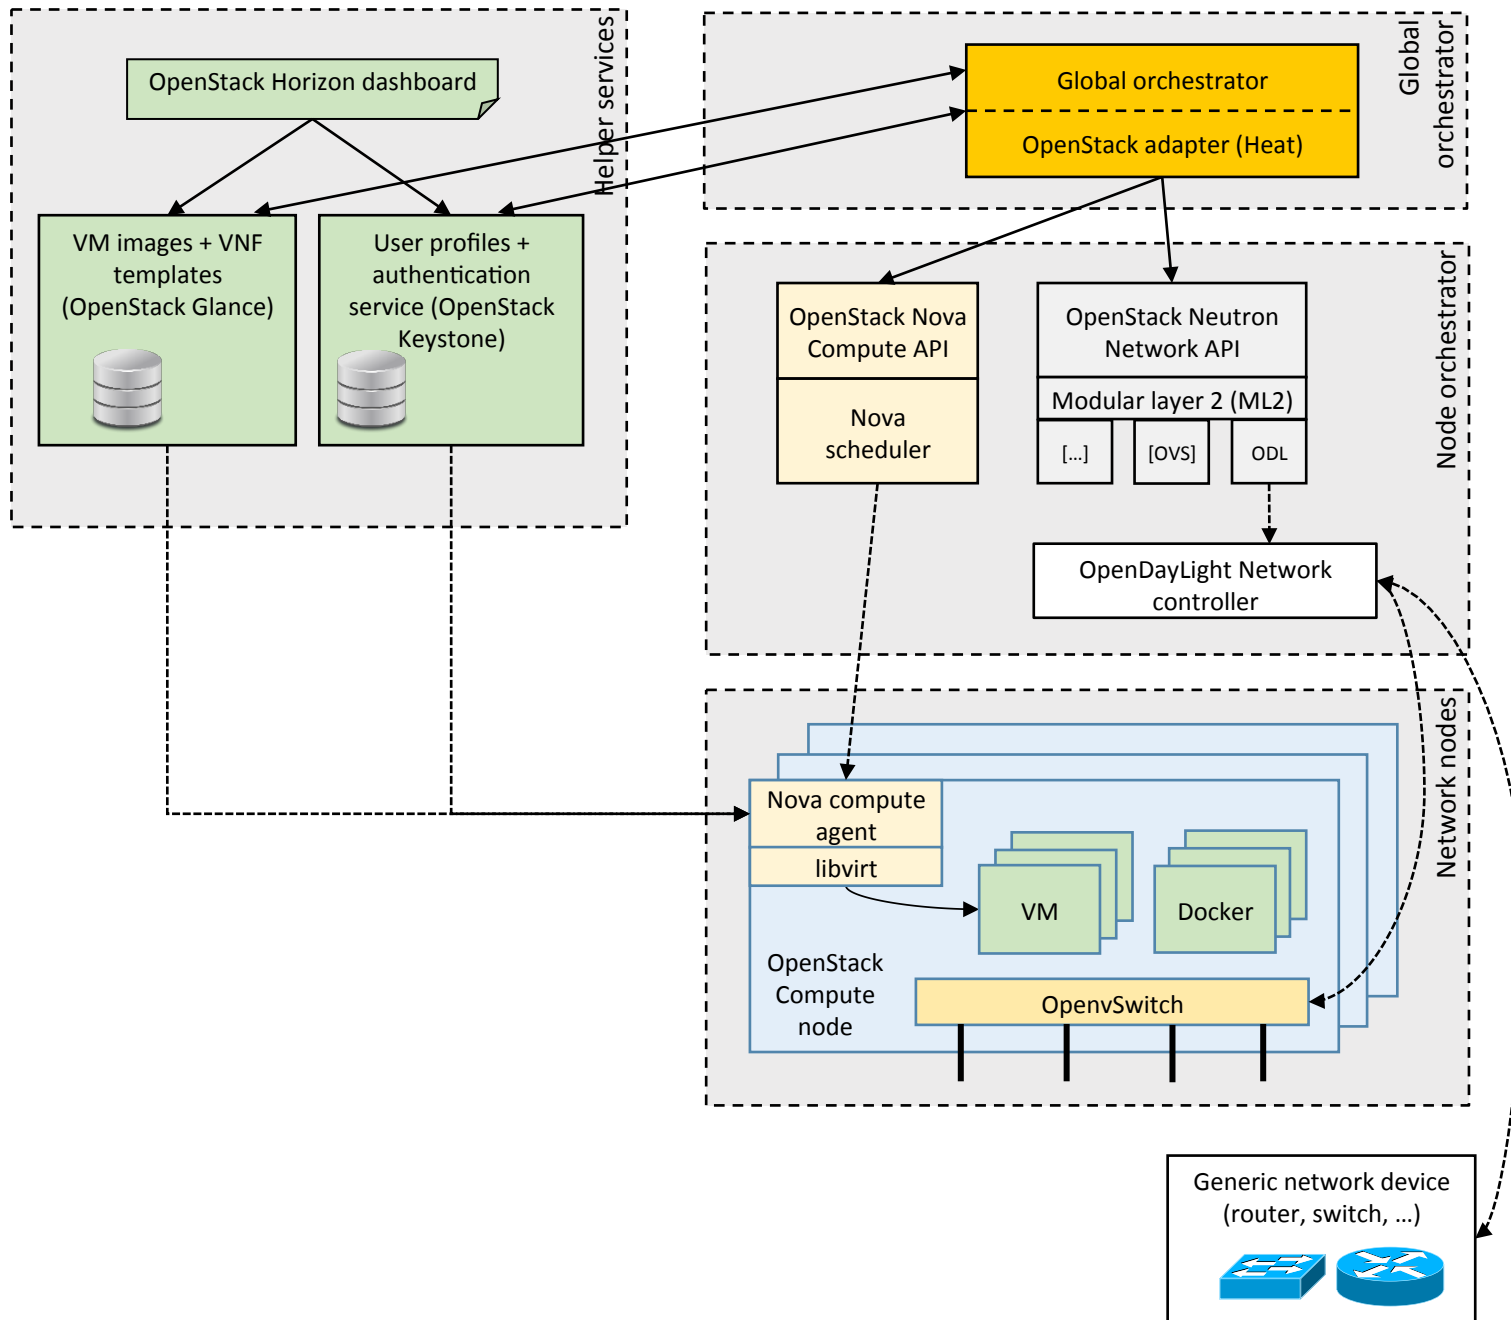 Helper services
OpenStack Horizon dashboard
VM images + VNF
templates
(OpenStack Glance)
User profiles +
authentication
service (OpenStack
Keystone)
Global
orchestrator
Global orchestrator
OpenStack adapter (Heat)
Node orchestrator
OpenStack Nova
Compute API
Nova
scheduler
OpenStack Neutron
Network API
Modular layer 2 (ML2)
[...]
[OVS]
ODL
OpenDayLight Network
controller
Network nodes
Nova compute
agent
libvirt
VM
Docker
OpenStack
Compute
node
OpenvSwitch
Generic network device
(router, switch, ...)